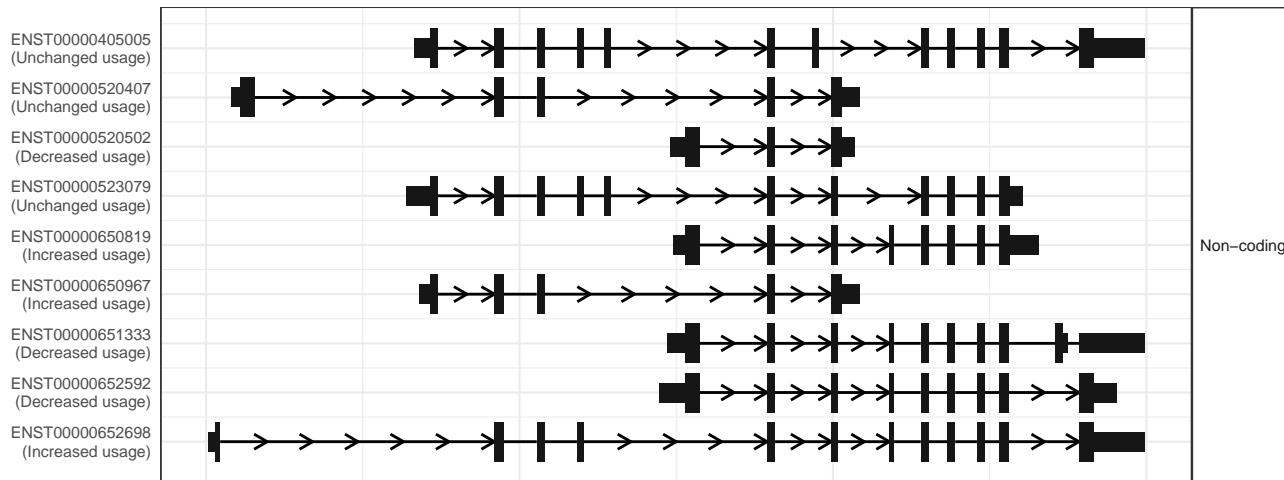 ENST00000405005
(Unchanged usage)
ENST00000520407
(Unchanged usage)
ENST00000520502
(Decreased usage)
ENST00000523079
(Unchanged usage)
ENST00000650819
(Increased usage)
Non−coding
ENST00000650967
(Increased usage)
ENST00000651333
(Decreased usage)
ENST00000652592
(Decreased usage)
ENST00000652698
(Increased usage)